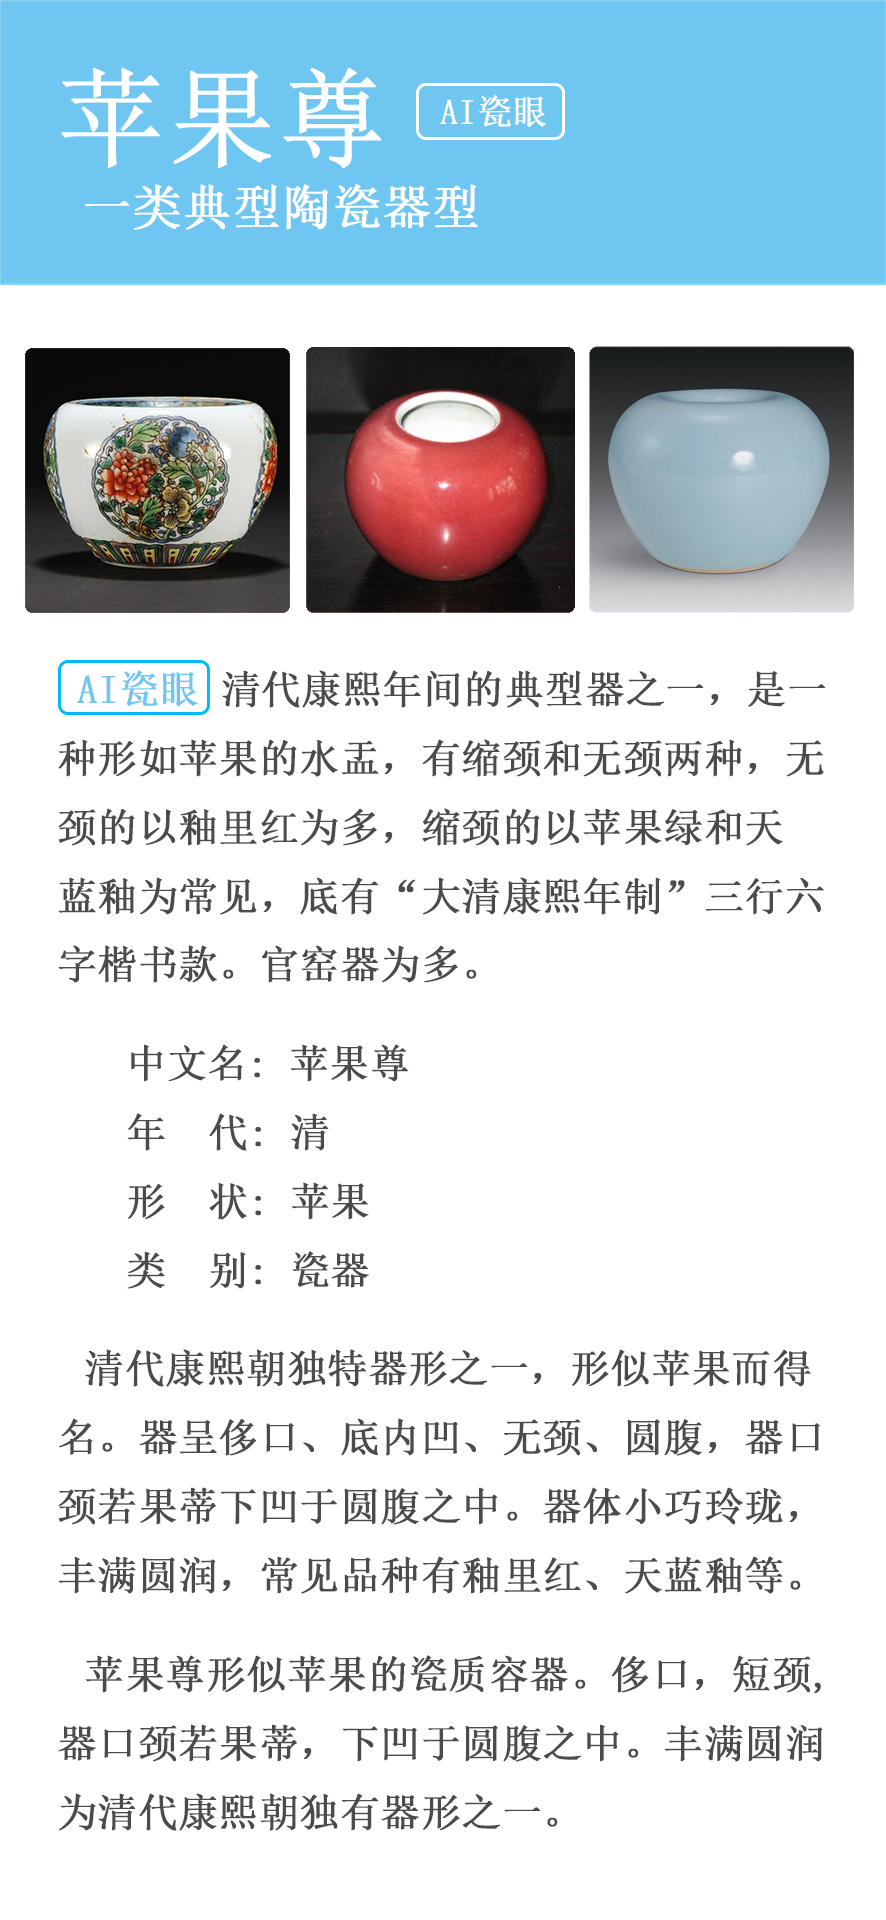 苹果尊 AI瓷眼
一类典型陶瓷器型
AI瓷眼 清代康熙年间的典型器之一，是一
种形如苹果的水盂，有缩颈和无颈两种，无
颈的以釉里红为多，缩颈的以苹果绿和天
蓝釉为常见，底有“大清康熙年制”三行六
字楷书款。官窑器为多。
中文名: 苹果尊
年 代: 清
形 状: 苹果
类 别: 瓷器
清代康熙朝独特器形之一，形似苹果而得
名。器呈侈口、底内凹、无颈、圆腹，器口
颈若果蒂下凹于圆腹之中。器体小巧玲珑，
丰满圆润，常见品种有釉里红、天蓝釉等。
苹果尊形似苹果的瓷质容器。侈口，短颈,
器口颈若果蒂，下凹于圆腹之中。丰满圆润
为清代康熙朝独有器形之一。